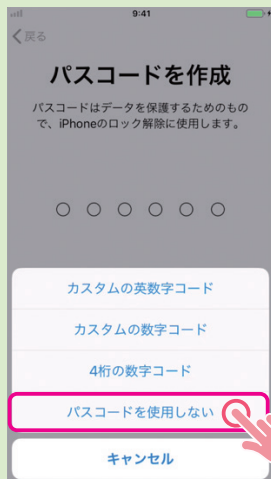 9:41
戻る
パスコードを作成
パスコードはデータを保護するためのもの
で、iPhoneのロック解除に使用します。
カスタムの英数字コード
カスタムの数字コード
4桁の数字コード
パスコードを使用しない
キャンセル